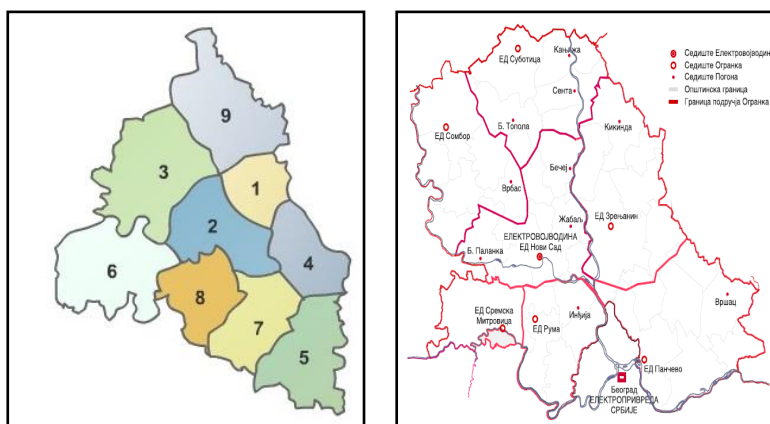 9
3
1
2
4
6
8
7
5
Кањижа
ЕД Суботица
Сента
Б. Топола
Кикинда
ЕД Сомбор
Бечеј
Врбас
Жабаљ
ЕД Зрењанин
ЕЛЕКТРОВОЈВОДИНА
ЕД Нови Сад
Б. Паланка
Вршац
ЕД Сремска
Митровица
ЕД Рума
Инђија
ЕД Панчево
Београд
ЕЛЕКТРОПРИВРЕДА
СРБИЈЕ
Седиште Електровојводин
Седиште Огранка
Седиште Погона
Општинска граница
Граница подручја Огранка